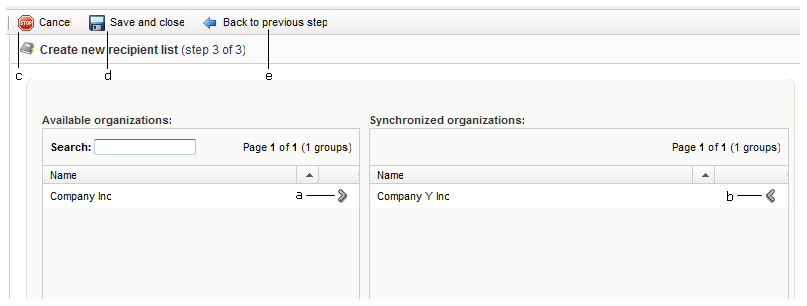 Cancel Save and close Back to previous step
Create new recipient list (step 3 of 3)
c d e
Available organizations: Synchronized organizations:
Search: Page 1 of 1 (1 groups) Page 1 of 1 (1 groups)
Name Name
Company Inc a Company Y Inc b
STOP